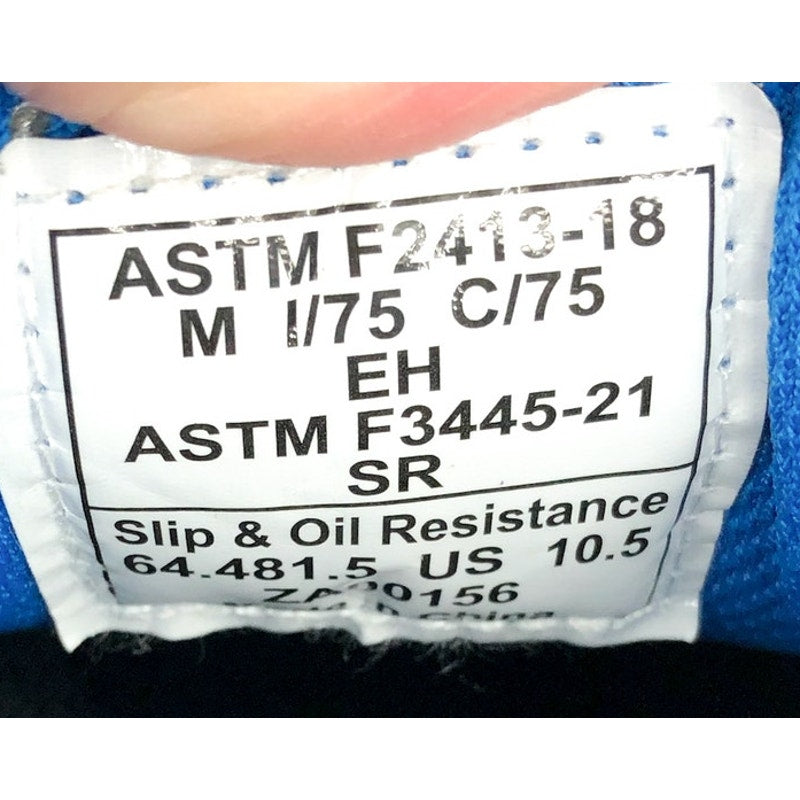 ASTM F2413-18
M I/75 C/75
EH
ASTM F3445-21
SR
Slip & Oil Resistance
64.481.5 US 10.5
China